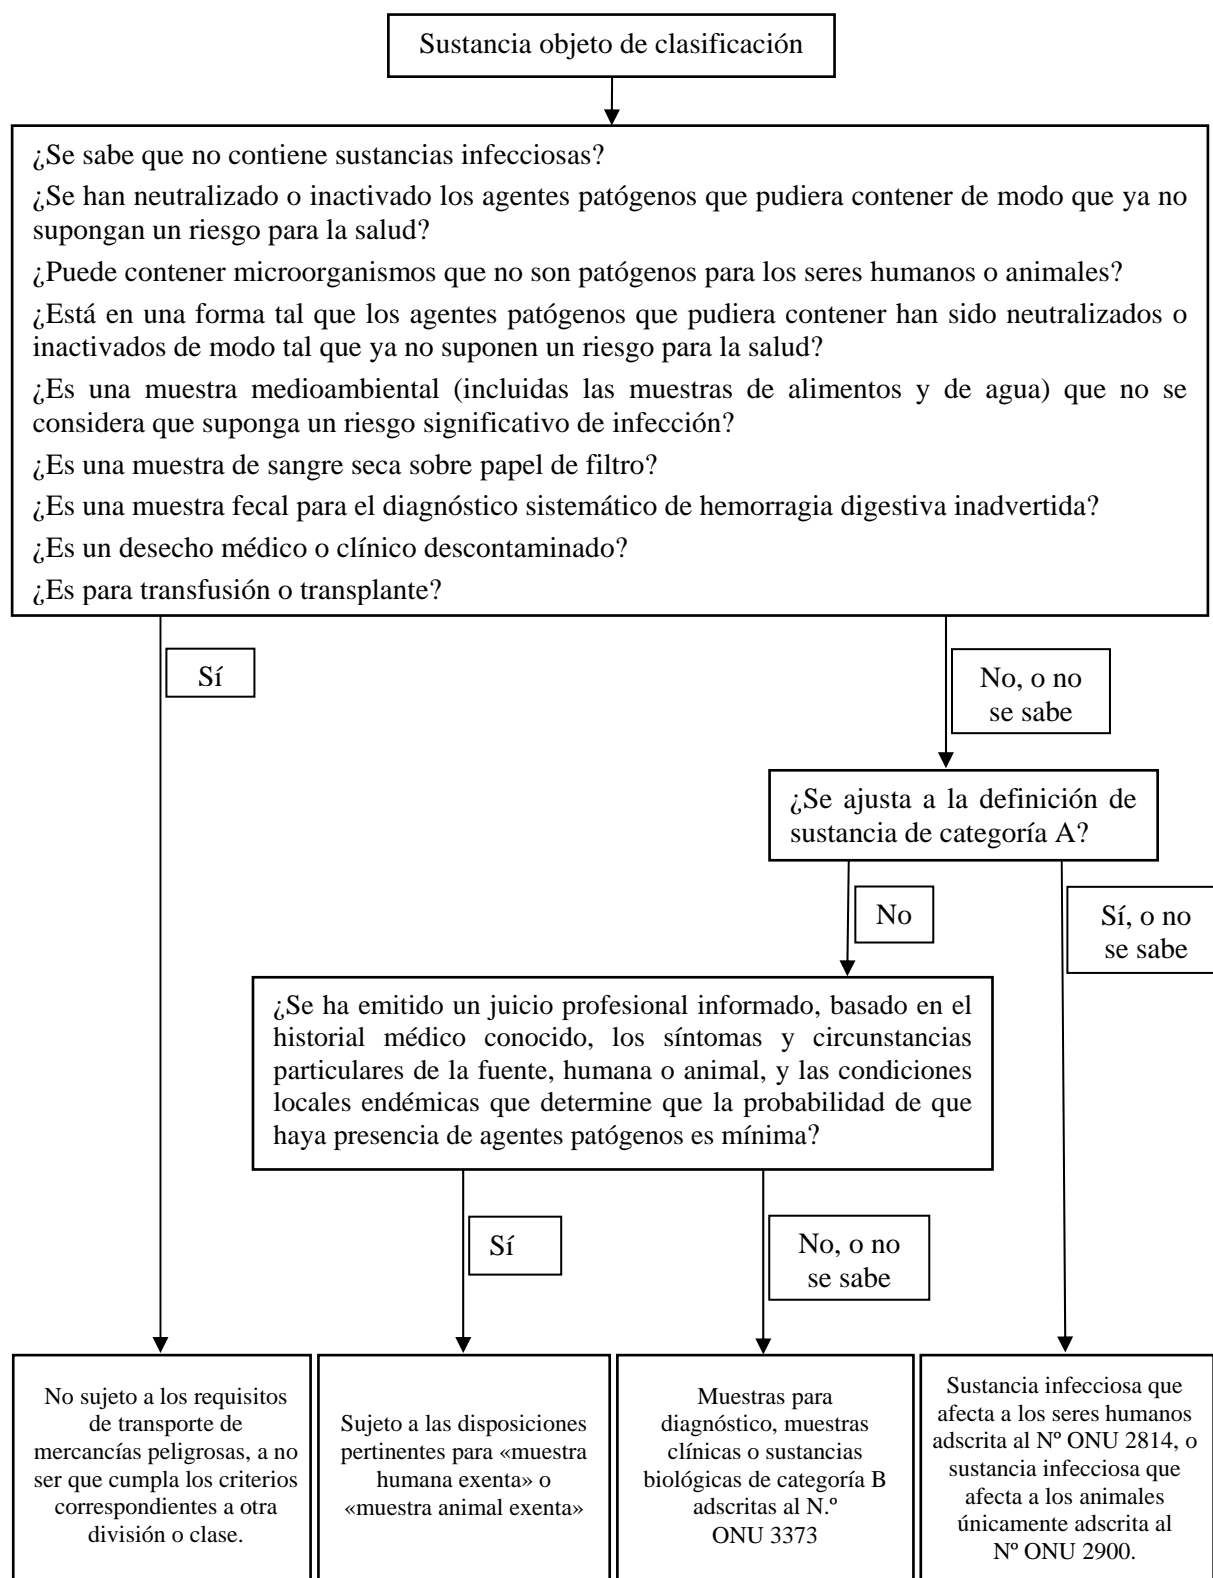 Sustancia objeto de clasificación
¿Se sabe que no contiene sustancias infecciosas?
¿Se han neutralizado o inactivado los agentes patógenos que pudiera contener de modo que ya no
supongan un riesgo para la salud?
¿Puede contener microorganismos que no son patógenos para los seres humanos o animales?
¿Está en una forma tal que los agentes patógenos que pudiera contener han sido neutralizados o
inactivados de modo tal que ya no suponen un riesgo para la salud?
¿Es una muestra medioambiental (incluidas las muestras de alimentos y de agua) que no se
considera que suponga un riesgo significativo de infección?
¿Es una muestra de sangre seca sobre papel de filtro?
¿Es una muestra fecal para el diagnóstico sistemático de hemorragia digestiva inadvertida?
¿Es un desecho médico o clínico descontaminado?
¿Es para transfusión o transplante?
Sí
No, o no
se sabe
¿Se ajusta a la definición de
sustancia de categoría A?
No
Sí, o no
se sabe
¿Se ha emitido un juicio profesional informado, basado en el
historial médico conocido, los síntomas y circunstancias
particulares de la fuente, humana o animal, y las condiciones
locales endémicas que determine que la probabilidad de que
haya presencia de agentes patógenos es mínima?
Sí
No, o no
se sabe
No sujeto a los requisitos
de transporte de
mercancías peligrosas, a no
ser que cumpla los criterios
correspondientes a otra
división o clase.
Sujeto a las disposiciones
pertinentes para «muestra
humana exenta» o
«muestra animal exenta»
Muestras para
diagnóstico, muestras
clínicas o sustancias
biológicas de categoría B
adscritas al N.º
ONU 3373
Sustancia infecciosa que
afecta a los seres humanos
adscrita al Nº ONU 2814, o
sustancia infecciosa que
afecta a los animales
únicamente adscrita al
Nº ONU 2900.